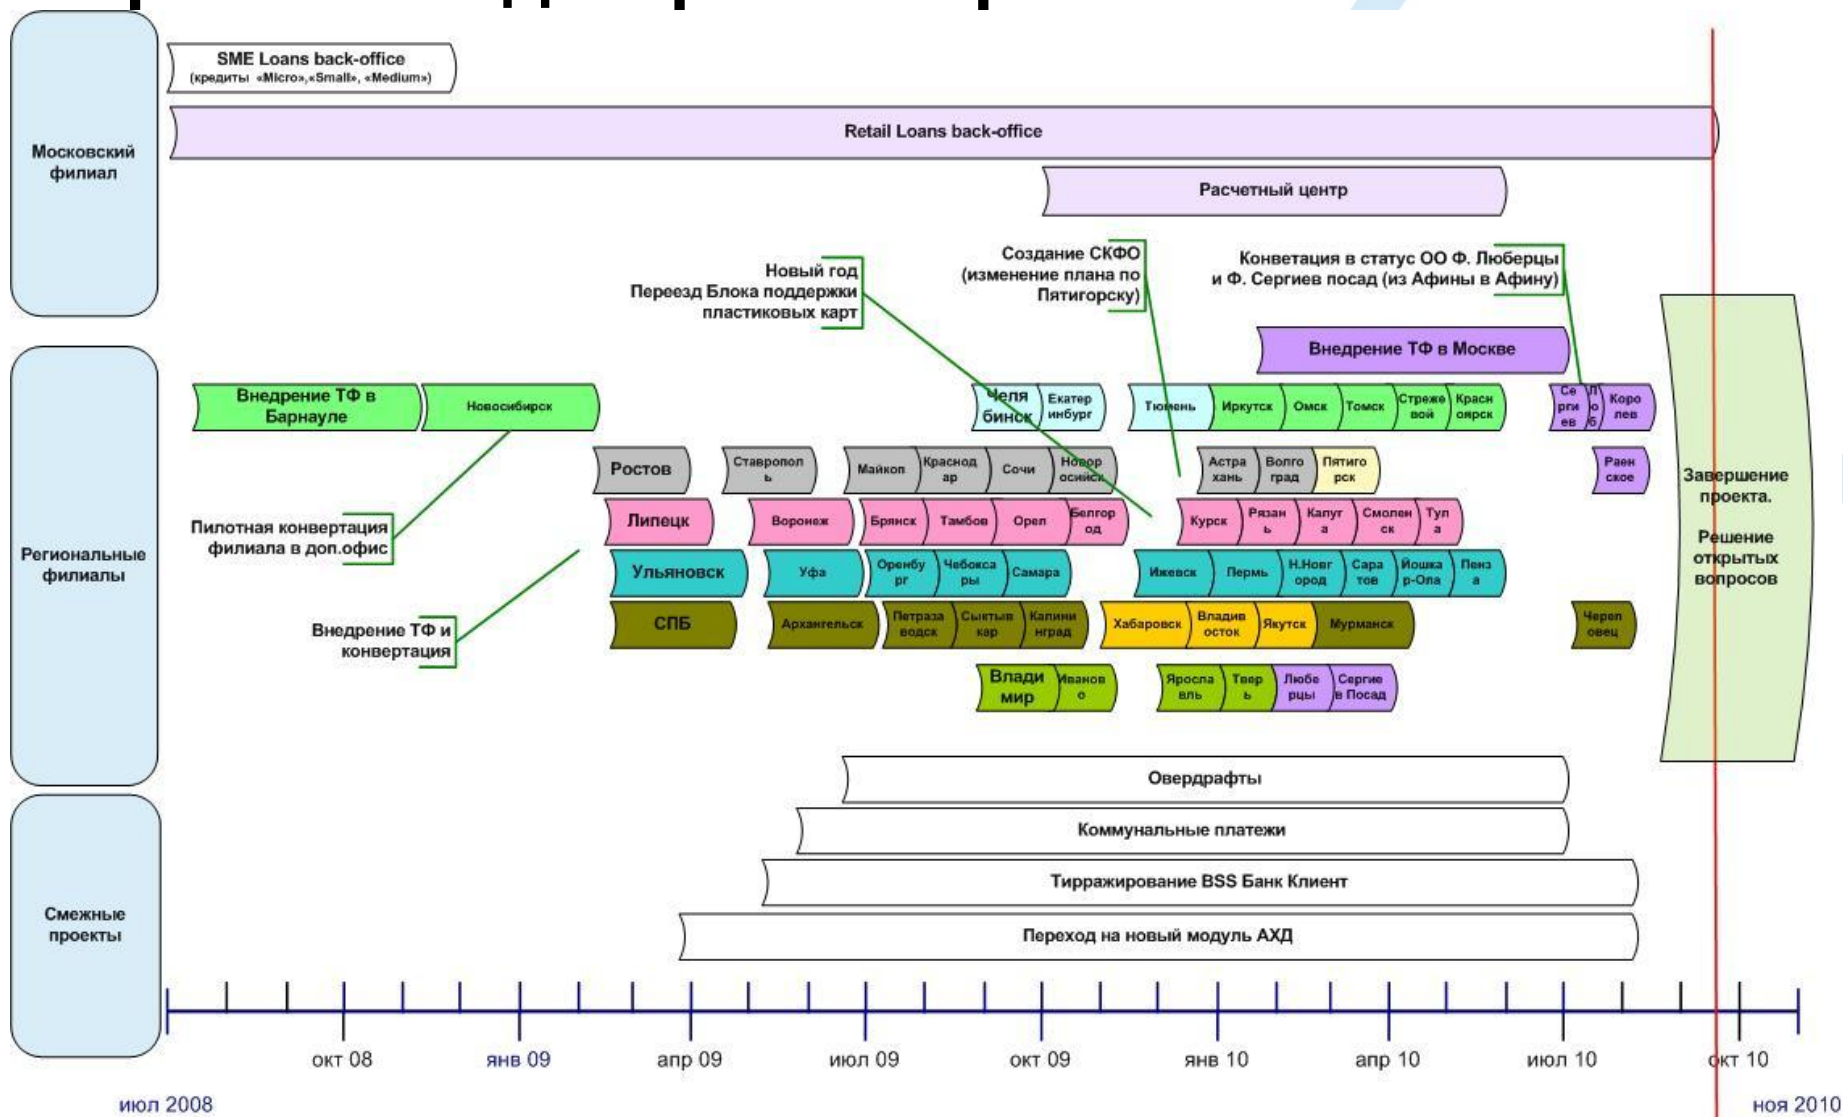 Московский
филиал
SME Loans back-office
(кредиты «Micro»,«Small», «Medium»)
Retail Loans back-office
Расчетный центр
Новый год
Переезд Блока поддержки
пластиковых карт
Создание СКФО
(изменение плана по
Пятигорску)
Конветация в статус ОО Ф. Люберцы
и Ф. Сергиев посад (из Афины в Афину)
Внедрение ТФ в Москве
Региональные
филиалы
Внедрение ТФ в
Барнауле
Новосибирск
Челя
бинск
Екатер
инбург
Тюмень
Иркутск
Омск
Томск
Стреже
вой
Красн
оярск
Се
рги
ев
Л
ю
б
Коро
лев
Ростов
Ставропол
ь
Майкоп
Краснод
ар
Сочи
Новор
осийск
Астра
хань
Волго
град
Пятиго
рск
Раен
ское
Липецк
Воронеж
Брянск
Тамбов
Орел
Белгор
од
Курск
Рязан
ь
Калуг
а
Смолен
ск
Тул
а
Пилотная конвертация
филиала в доп.офис
Ульяновск
Уфа
Оренбу
рг
Чебокса
ры
Самара
Ижевск
Пермь
Н.Новг
ород
Сара
тов
Йошка
р-Ола
Пенз
а
Внедрение ТФ и
конвертация
СПБ
Архангельск
Петраза
водск
Сыктыв
кар
Калини
нград
Хабаровск
Владив
осток
Якутск
Мурманск
Череп
овец
Влади
мир
Иванов
о
Яросла
вль
Твер
ь
Любе
рцы
Сергие
в Посад
Завершение
проекта.
Решение
открытых
вопросов
Смежные
проекты
Овердрафты
Коммунальные платежи
Тирражирование BSS Банк Клиент
Переход на новый модуль АХД
окт 08
янв 09
апр 09
июл 09
окт 09
янв 10
апр 10
июл 10
окт 10
июл 2008
ноя 2010